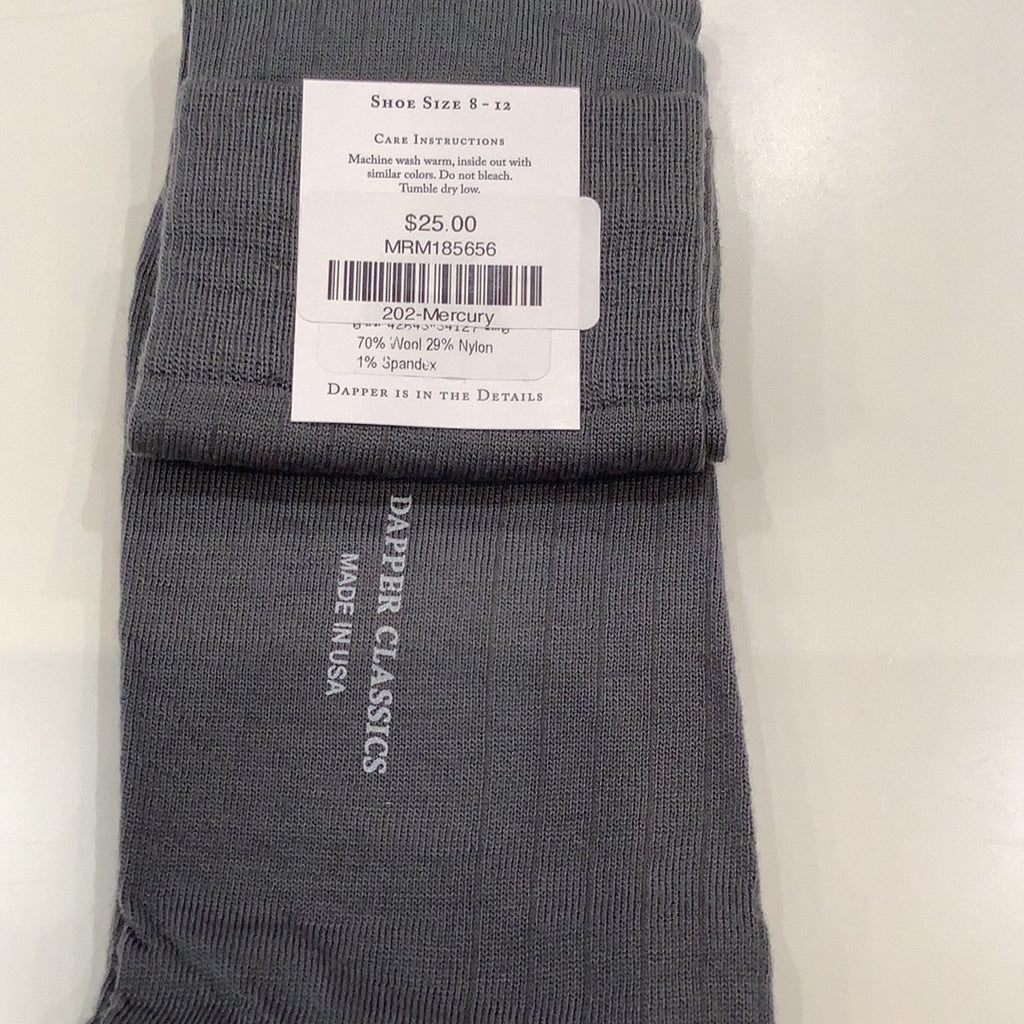 SHOE SIZE 8 - 12
CARE INSTRUCTIONS
Machine wash warm, inside out with
similar colors. Do not bleach.
Tumble dry low.
$25.00
MRM185656
202-Mercury
70% Wool 29% Nylon
1% Spandex
DAPPER IS IN THE DETAILS
DAPPER CLASSICS
MADE IN USA